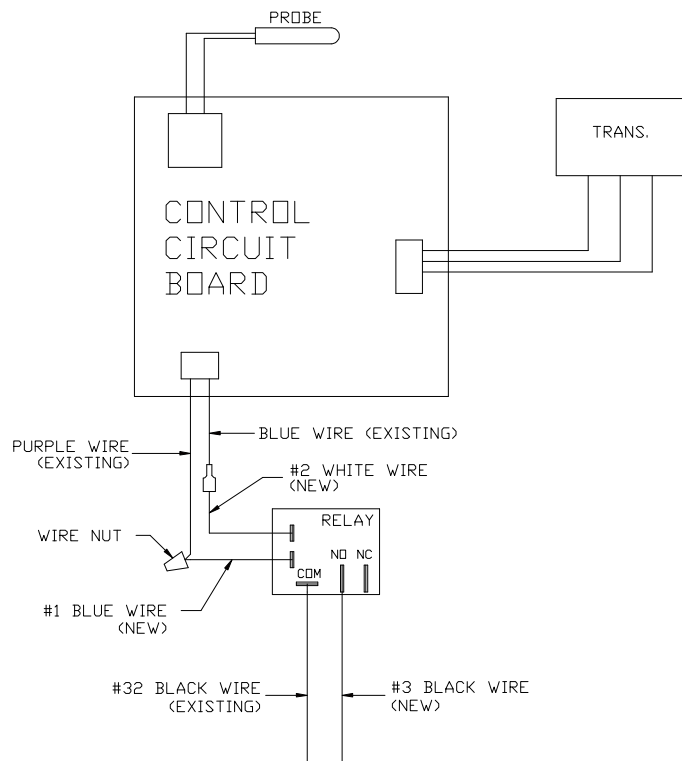 PROBE
TRANS.
CONTROL
CIRCUIT
BOARD
BLUE WIRE (EXISTING)
PURPLE WIRE
(EXISTING)
#2 WHITE WIRE
(NEW)
RELAY
WIRE NUT
NO NC
COM
#1 BLUE WIRE
(NEW)
#32 BLACK WIRE
(EXISTING)
#3 BLACK WIRE
(NEW)